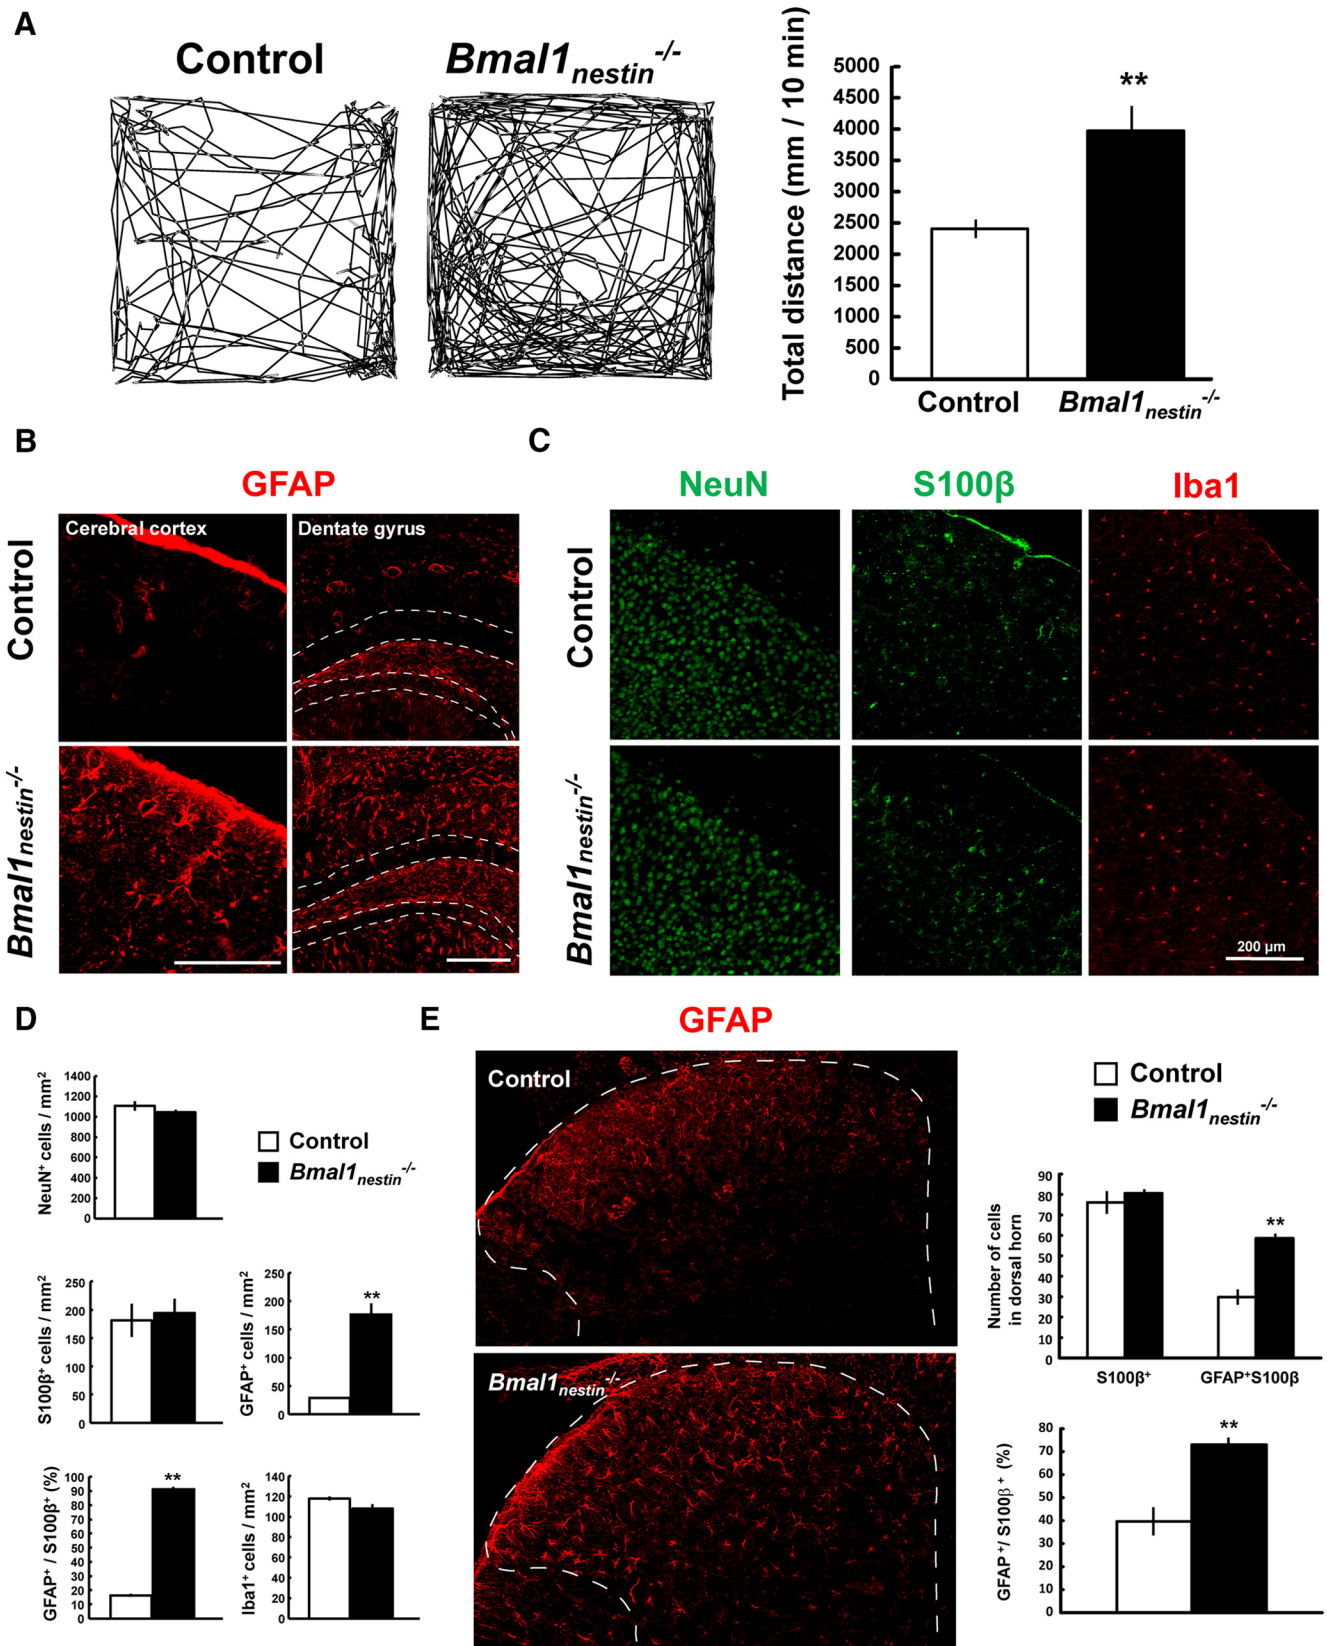 A
Control
Bmal1nestin-/-
Total distance (mm / 10 min)
5000
4500
4000
3500
3000
2500
2000
1500
1000
500
0
**
Control
Bmal1nestin-/-
B
GFAP
Control
Bmal1nestin-/-
Cerebral cortex
Dentate gyrus
C
NeuN
S100β
Iba1
Control
Bmal1nestin-/-
200 μm
D
NeuN+ cells / mm2
1400
1200
1000
800
600
400
200
0
Control
Bmal1nestin-/-
S100β+ cells / mm2
250
200
150
100
50
0
GFAP+ cells / mm2
250
200
150
100
50
0
**
GFAP+ / S100β+ (%)
100
90
80
70
60
50
40
30
20
10
0
**
Iba1+ cells / mm2
140
120
100
80
60
40
20
0
E
GFAP
Control
Bmal1nestin-/-
Control
Bmal1nestin-/-
Number of cells
in dorsal horn
90
80
70
60
50
40
30
20
10
0
**
S100β+
GFAP+S100β
GFAP+/ S100β + (%)
80
70
60
50
40
30
20
10
0
**